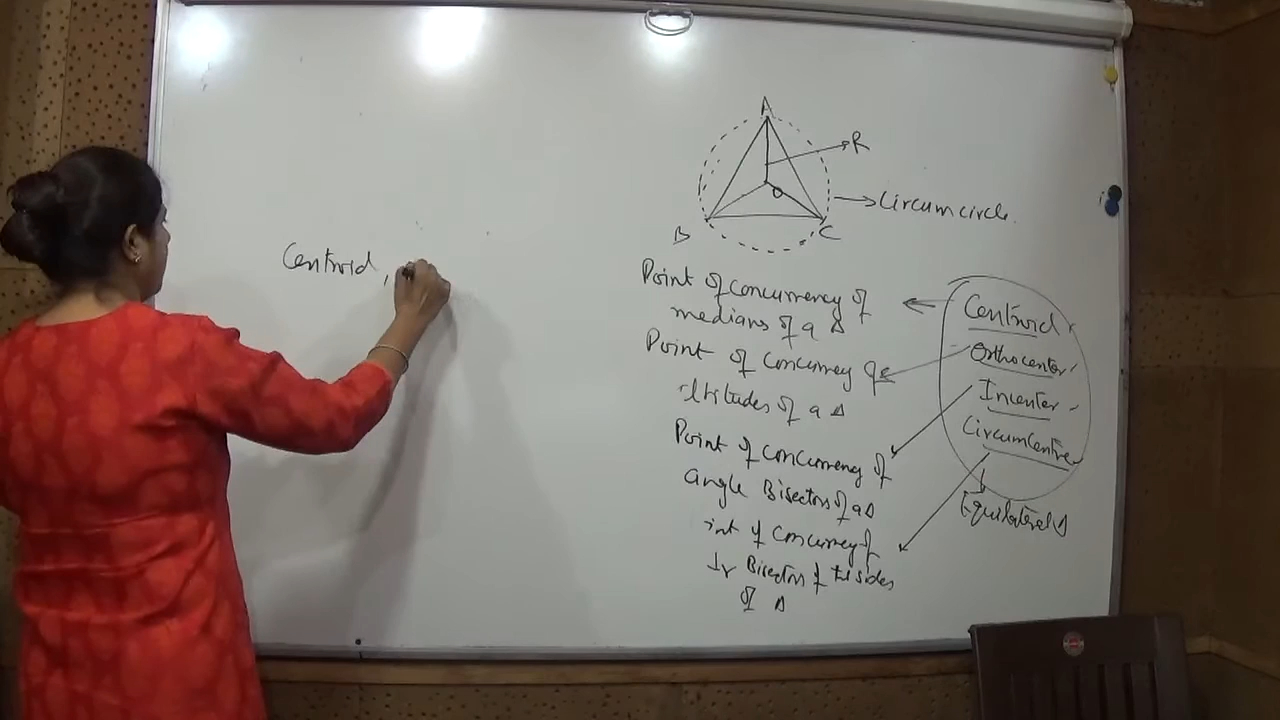 Centroid,
A
R
O
Circumcircle.
B
C
Point of concurrency of
medians of a Δ
Point of concurrency of
altitudes of a Δ
Point of concurrency of
angle Bisectors of a Δ
int of concurrency of
⊥r Bisectors of the sides
of Δ
Centroid,
Orthocenter,
Incenter,
Circumcentre
Equilateral Δ